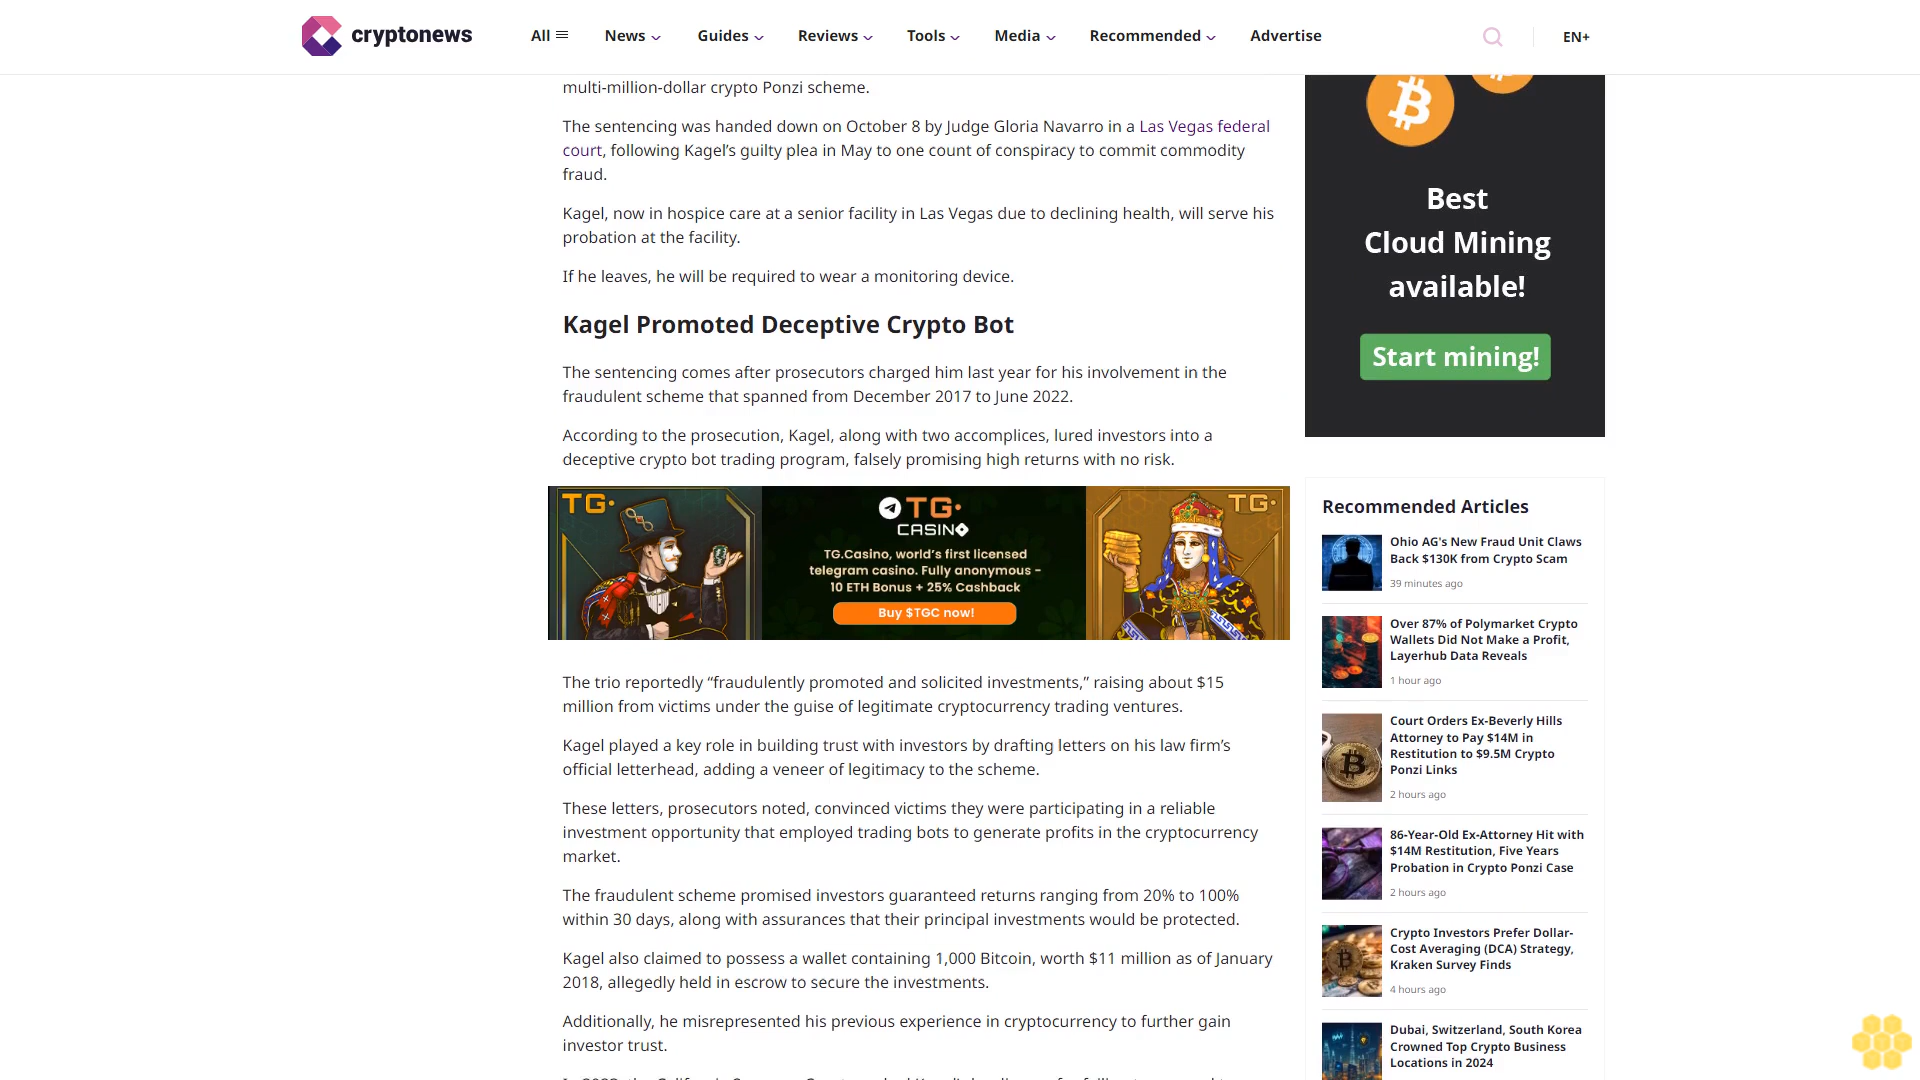 cryptonews
All
News
Guides
Reviews
Tools
Media
Recommended
Advertise
EN+
multi-million-dollar crypto Ponzi scheme.
The sentencing was handed down on October 8 by Judge Gloria Navarro in a Las Vegas federal
court, following Kagel’s guilty plea in May to one count of conspiracy to commit commodity
fraud.
Kagel, now in hospice care at a senior facility in Las Vegas due to declining health, will serve his
probation at the facility.
If he leaves, he will be required to wear a monitoring device.
Kagel Promoted Deceptive Crypto Bot
The sentencing comes after prosecutors charged him last year for his involvement in the
fraudulent scheme that spanned from December 2017 to June 2022.
According to the prosecution, Kagel, along with two accomplices, lured investors into a
deceptive crypto bot trading program, falsely promising high returns with no risk.
TG.
TG.
CASINO
TG.Casino, world’s first licensed
telegram casino. Fully anonymous -
10 ETH Bonus + 25% Cashback
Buy $TGC now!
TG.
The trio reportedly “fraudulently promoted and solicited investments,” raising about $15
million from victims under the guise of legitimate cryptocurrency trading ventures.
Kagel played a key role in building trust with investors by drafting letters on his law firm’s
official letterhead, adding a veneer of legitimacy to the scheme.
These letters, prosecutors noted, convinced victims they were participating in a reliable
investment opportunity that employed trading bots to generate profits in the cryptocurrency
market.
The fraudulent scheme promised investors guaranteed returns ranging from 20% to 100%
within 30 days, along with assurances that their principal investments would be protected.
Kagel also claimed to possess a wallet containing 1,000 Bitcoin, worth $11 million as of January
2018, allegedly held in escrow to secure the investments.
Additionally, he misrepresented his previous experience in cryptocurrency to further gain
investor trust.
Best
Cloud Mining
available!
Start mining!
Recommended Articles
Ohio AG's New Fraud Unit Claws
Back $130K from Crypto Scam
39 minutes ago
Over 87% of Polymarket Crypto
Wallets Did Not Make a Profit,
Layerhub Data Reveals
1 hour ago
Court Orders Ex-Beverly Hills
Attorney to Pay $14M in
Restitution to $9.5M Crypto
Ponzi Links
2 hours ago
86-Year-Old Ex-Attorney Hit with
$14M Restitution, Five Years
Probation in Crypto Ponzi Case
2 hours ago
Crypto Investors Prefer Dollar-
Cost Averaging (DCA) Strategy,
Kraken Survey Finds
4 hours ago
Dubai, Switzerland, South Korea
Crowned Top Crypto Business
Locations in 2024